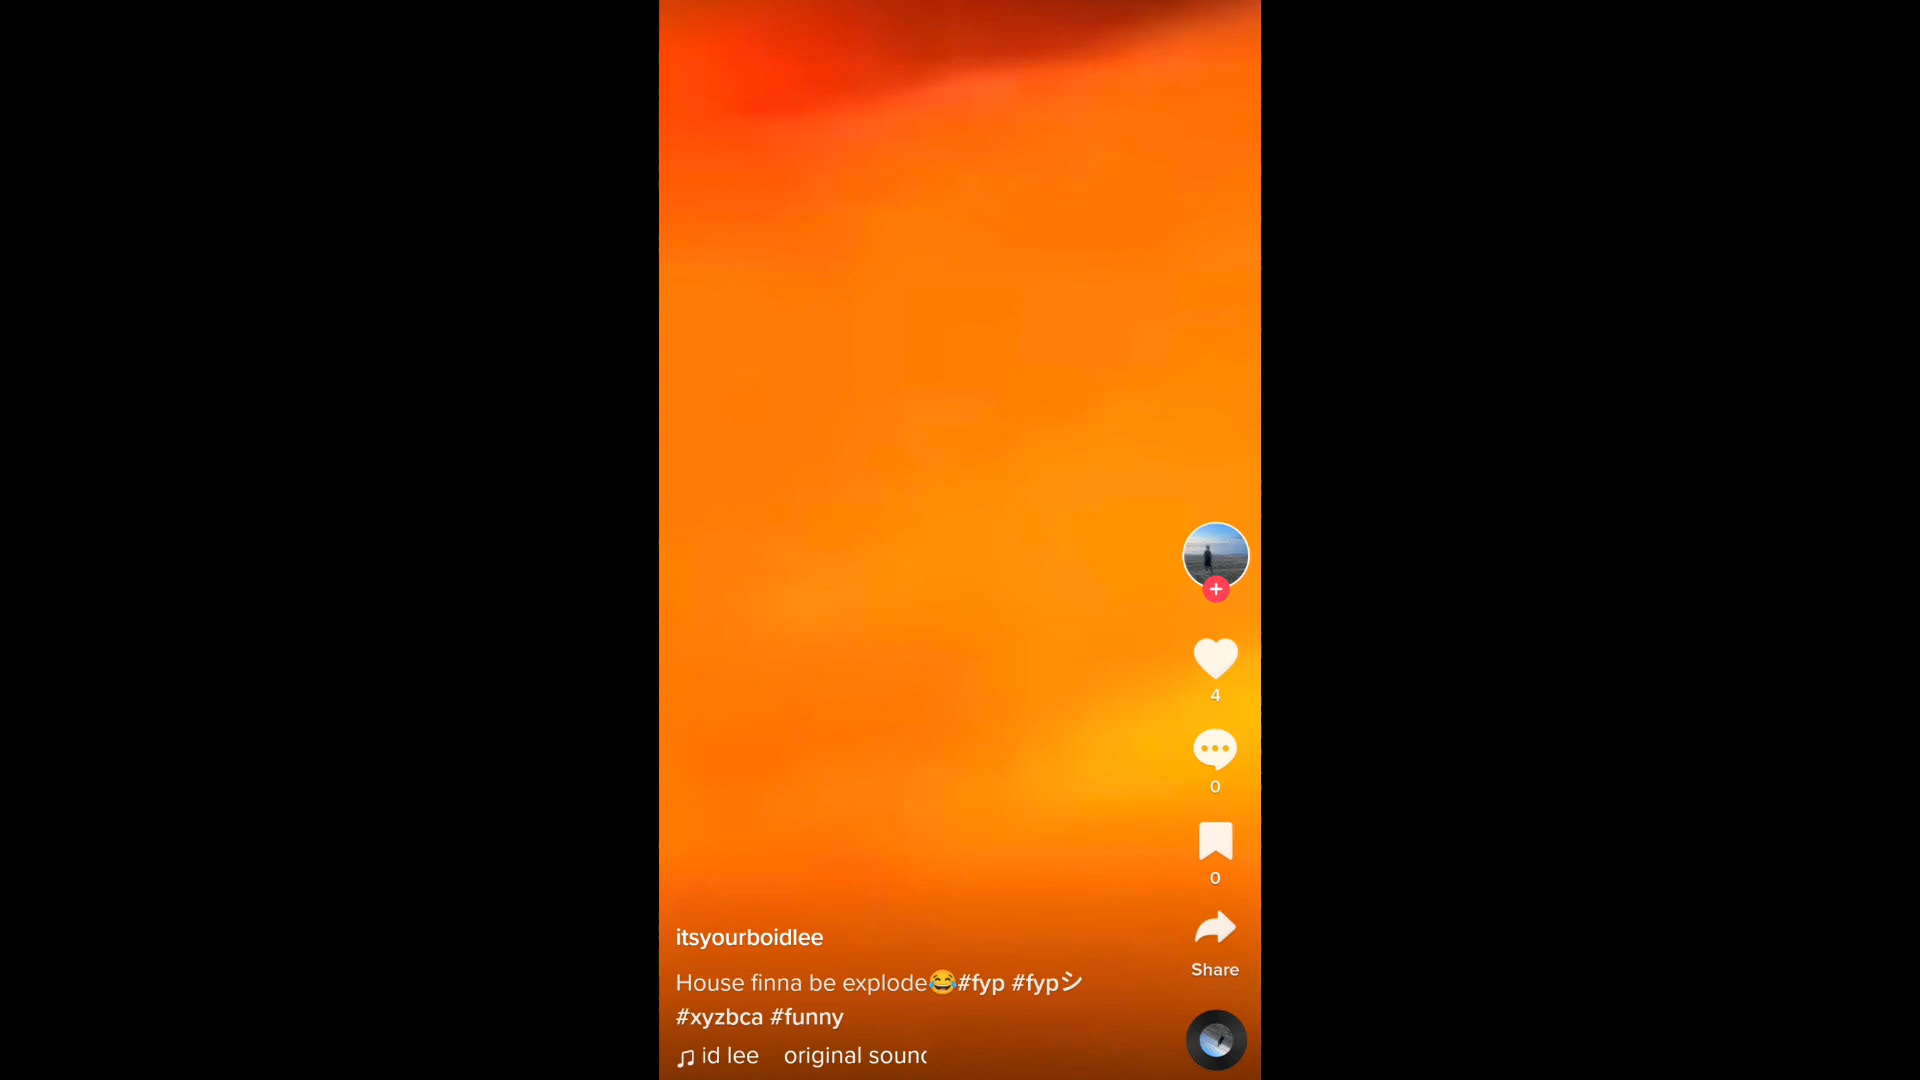 4
0
0
Share
itsyourboidlee
House finna be explode😂#fyp #fypシ
#xyzbca #funny
id lee original sound